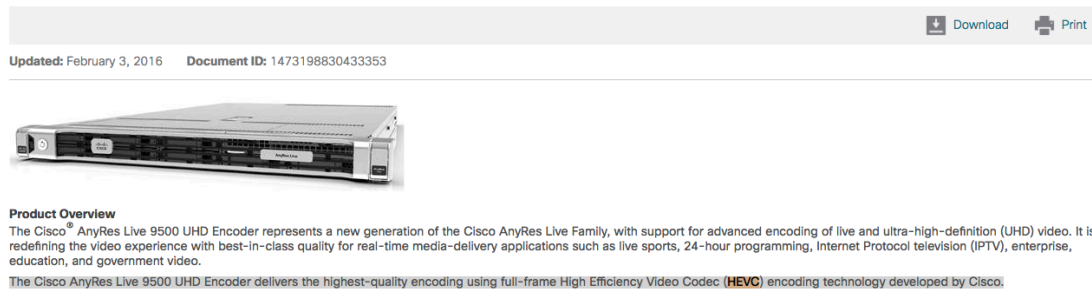 Download Print
Updated: February 3, 2016 Document ID: 1473198830433353
CISCO
AnyRes Live
Product Overview
The Cisco® AnyRes Live 9500 UHD Encoder represents a new generation of the Cisco AnyRes Live Family, with support for advanced encoding of live and ultra-high-definition (UHD) video. It is
redefining the video experience with best-in-class quality for real-time media-delivery applications such as live sports, 24-hour programming, Internet Protocol television (IPTV), enterprise,
education, and government video.
The Cisco AnyRes Live 9500 UHD Encoder delivers the highest-quality encoding using full-frame High Efficiency Video Codec (HEVC) encoding technology developed by Cisco.